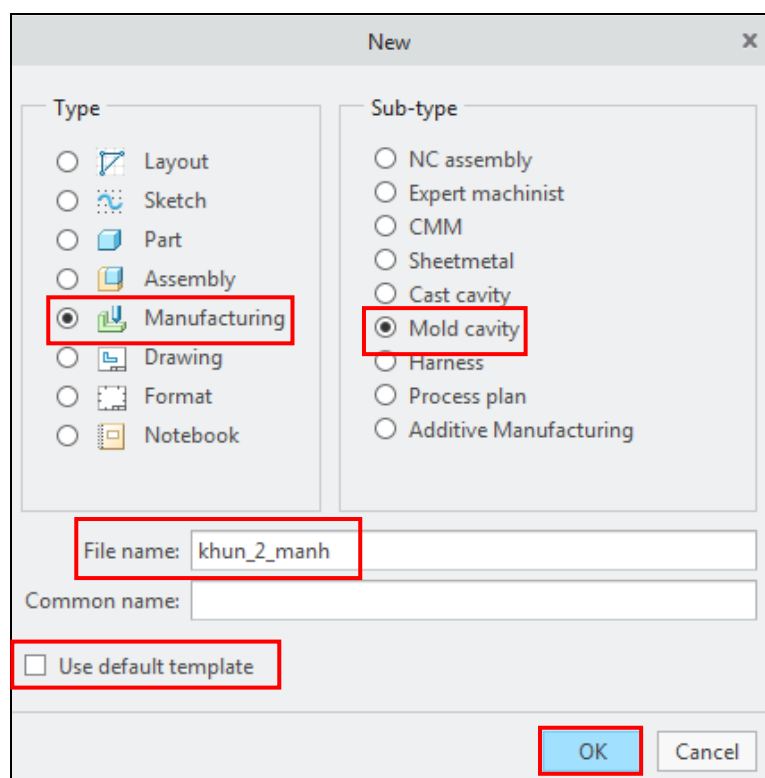 New
Type
Layout
Sketch
Part
Assembly
Manufacturing
Drawing
Format
Notebook
Sub-type
NC assembly
Expert machinist
CMM
Sheetmetal
Cast cavity
Mold cavity
Harness
Process plan
Additive Manufacturing
File name: khun_2_manh
Common name:
Use default template
OK Cancel